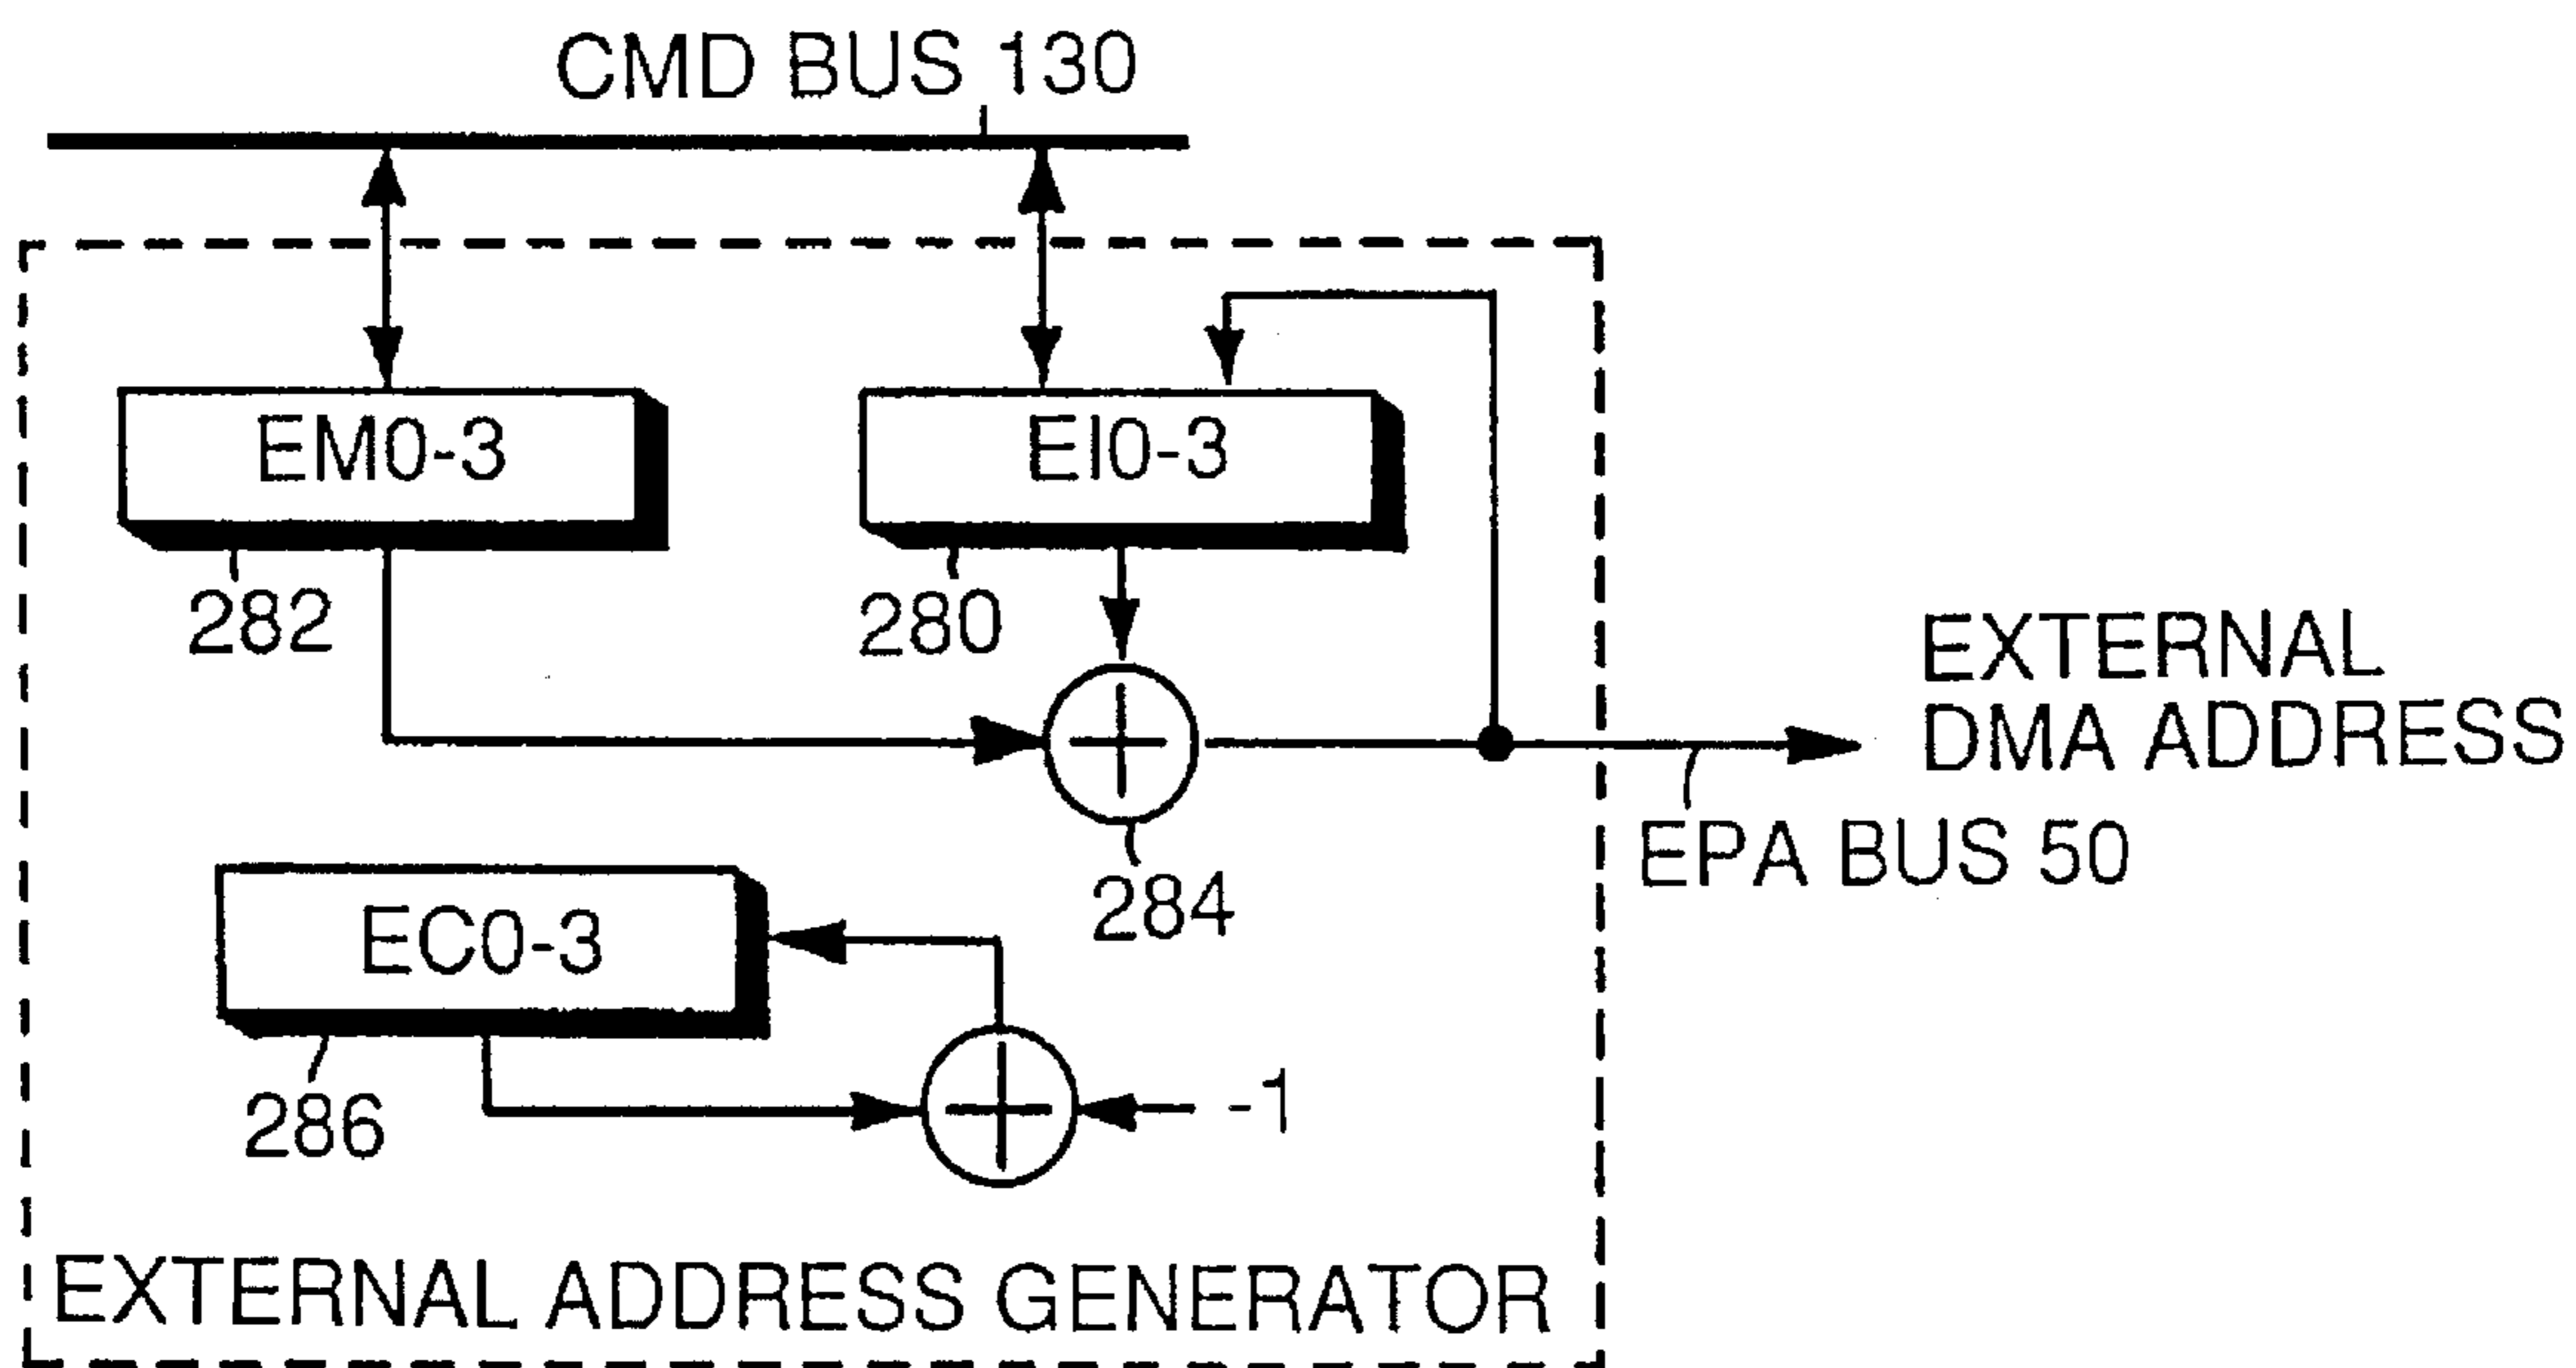 CMD BUS 130
EM0-3
EI0-3
282
280
EXTERNAL
DMA ADDRESS
EPA BUS 50
284
EC0-3
-1
286
EXTERNAL ADDRESS GENERATOR